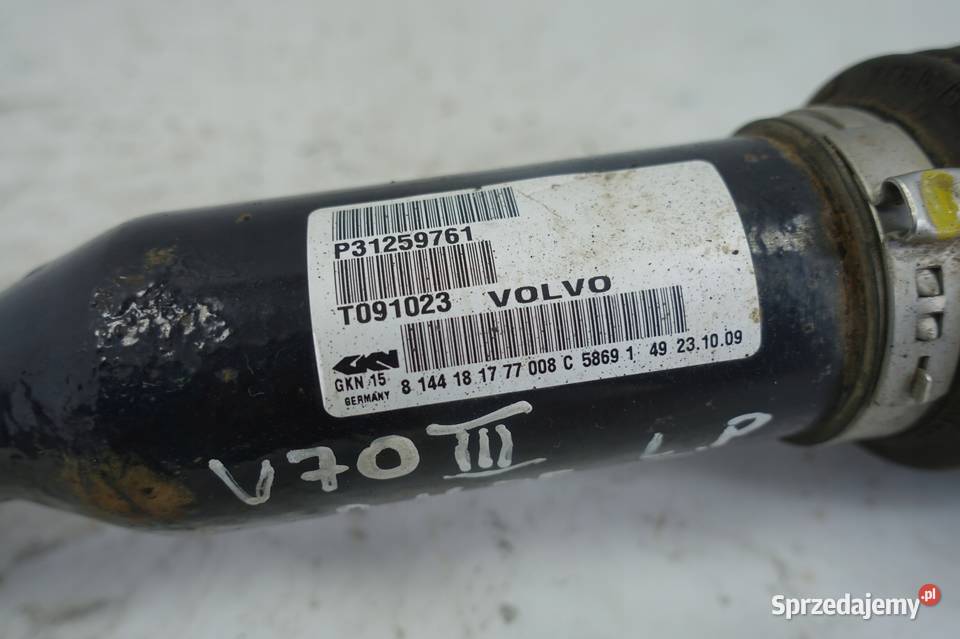 P31259761
T091023 VOLVO
GKN
GKN 15
GERMANY
8 144 18 17 77 008 C 5869 1 49 23.10.09
V70 III
L.P
Sprzedajemy.pl